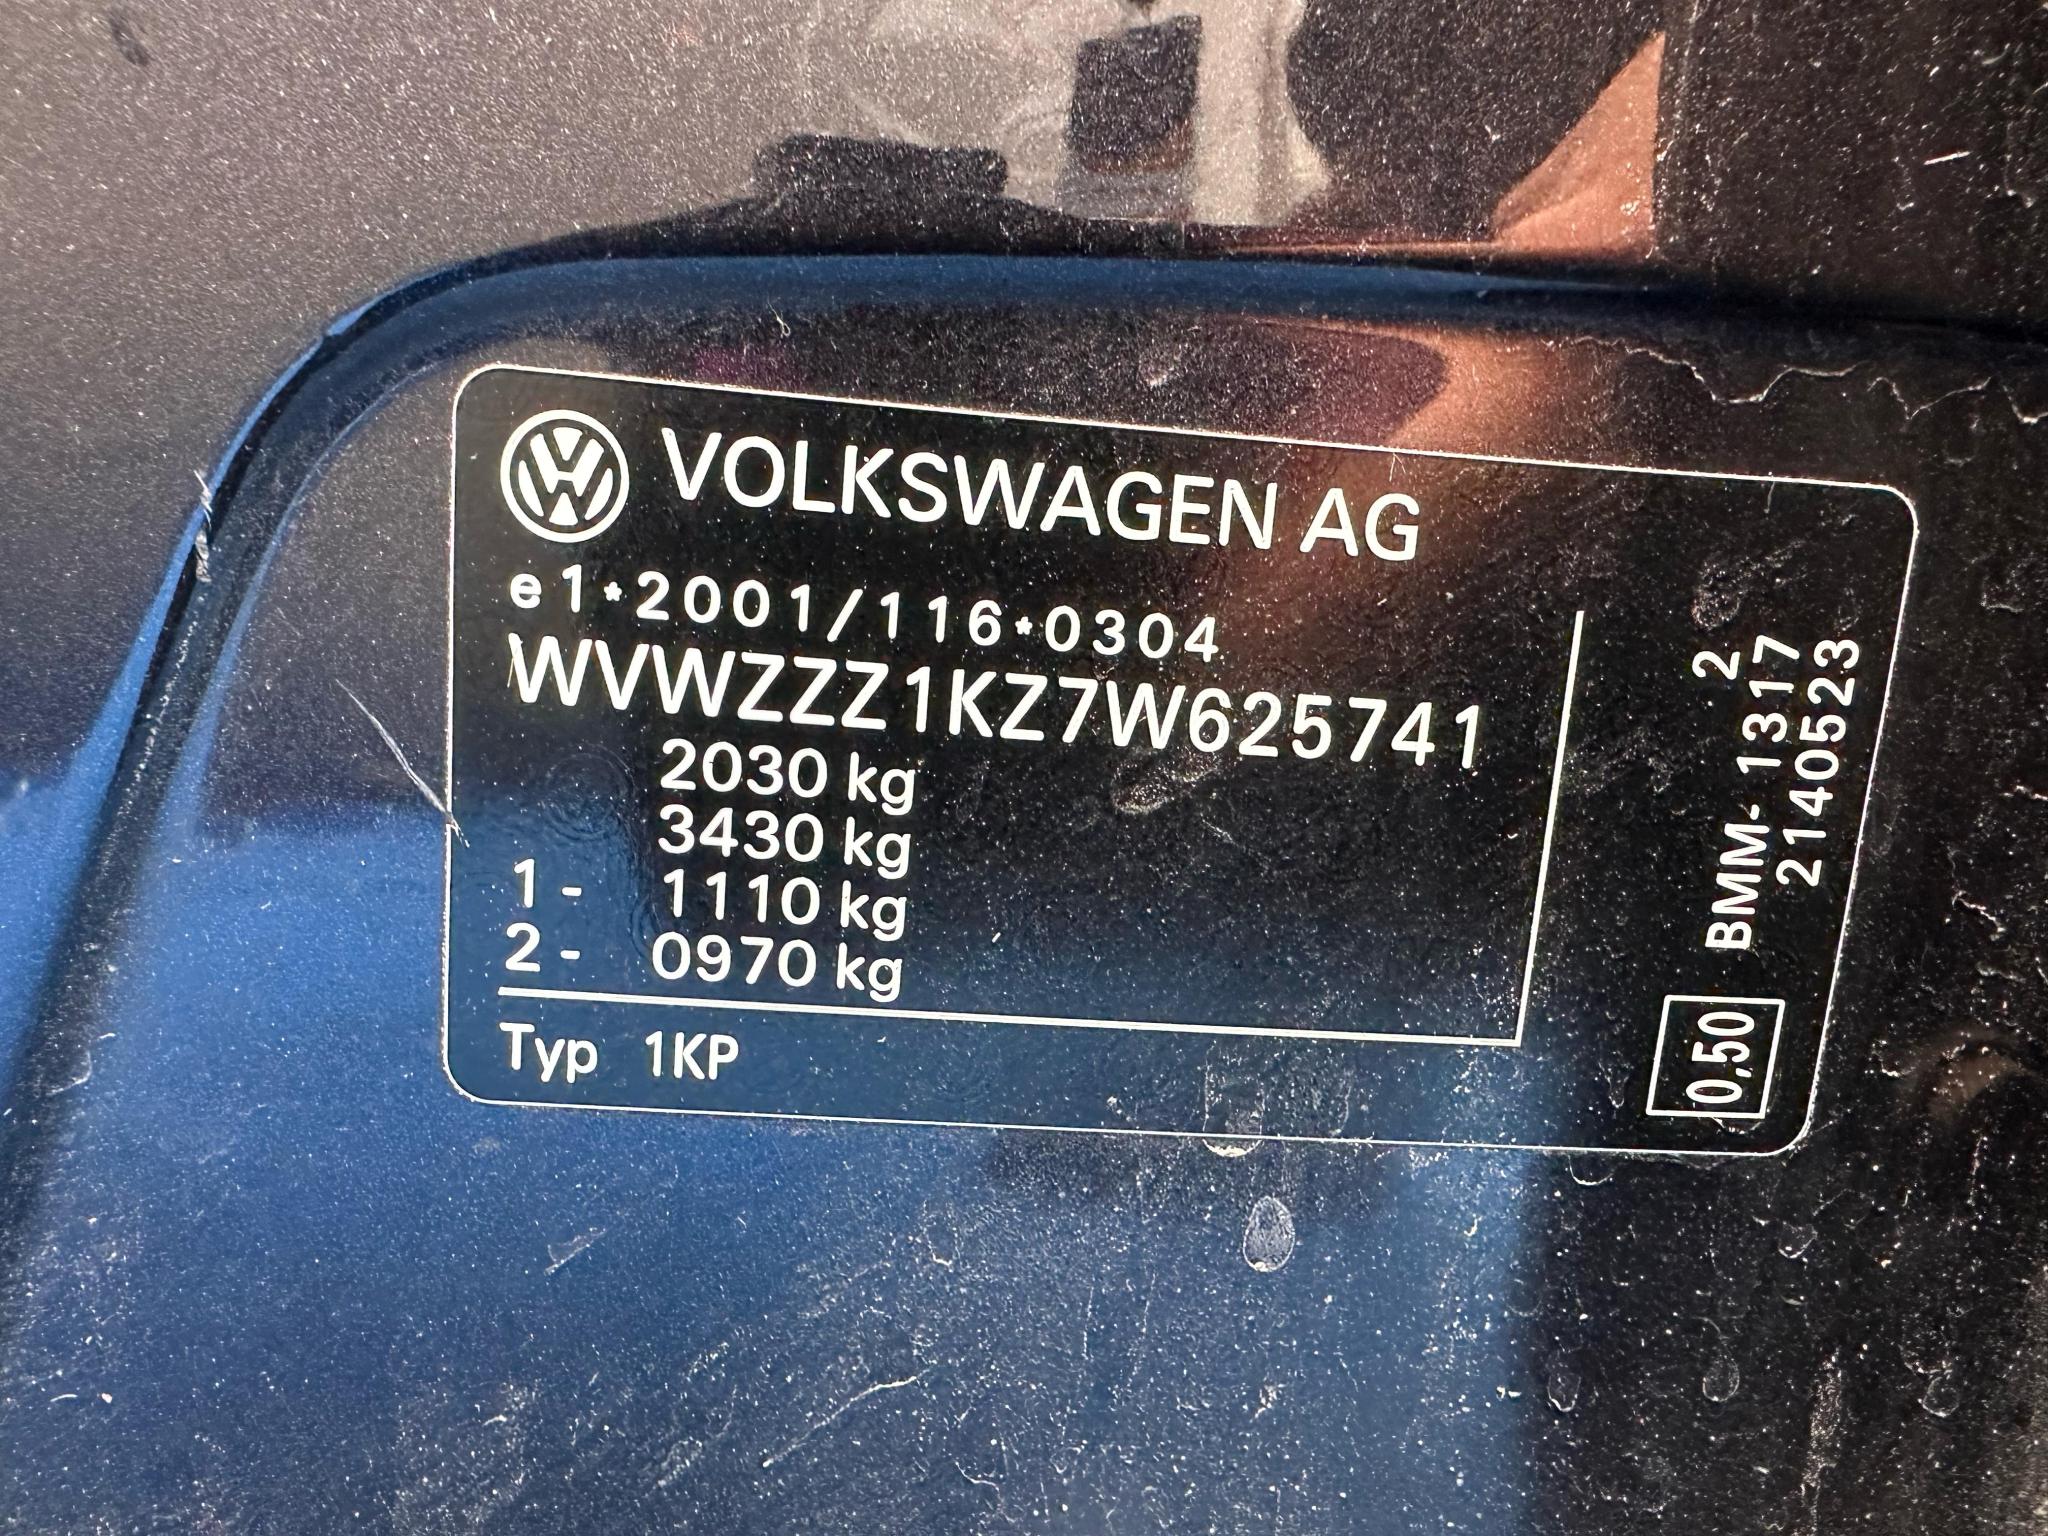 VOLKSWAGEN AG
e1*2001/116*0304
WVWZZZ1KZ7W625741
2030 kg
3430 kg
1- 1110 kg
2- 0970 kg
Typ 1KP
2
BMM- 1317
2140523
0,50